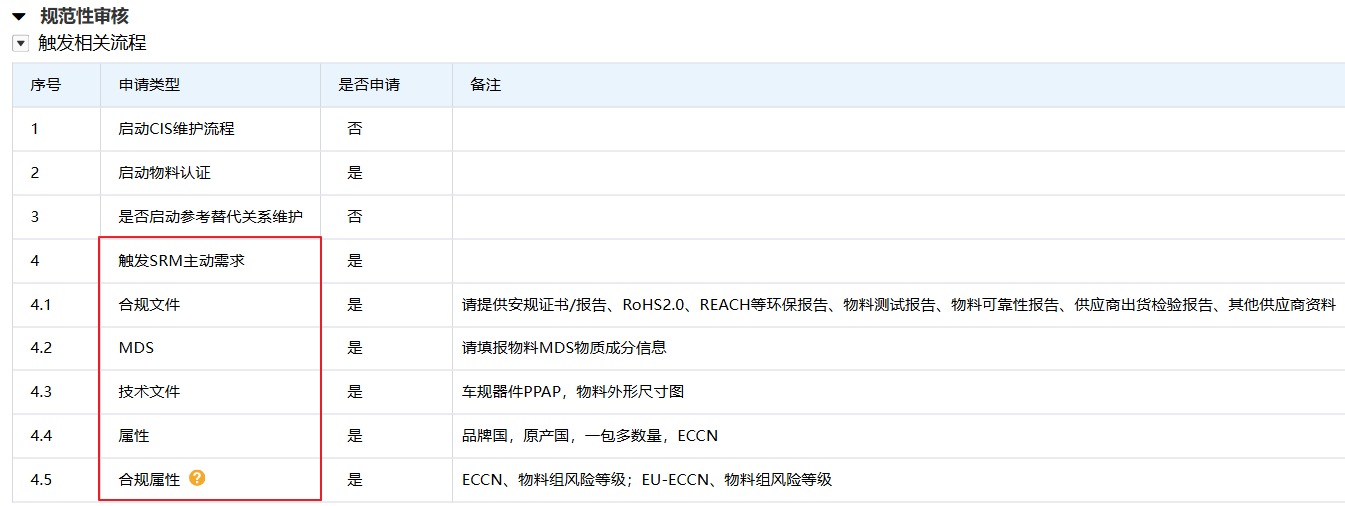 规范性审核
触发相关流程
序号 申请类型 是否申请 备注
1 启动CIS维护流程 否
2 启动物料认证 是
3 是否启动参考替代关系维护 否
4 触发SRM主动需求 是
4.1 合规文件 是 请提供安规证书/报告、RoHS2.0、REACH等环保报告、物料测试报告、物料可靠性报告、供应商出货检验报告、其他供应商资料
4.2 MDS 是 请填报物料MDS物质成分信息
4.3 技术文件 是 车规器件PPAP，物料外形尺寸图
4.4 属性 是 品牌国，原产国，一包多数量，ECCN
4.5 合规属性 ? 是 ECCN、物料组风险等级；EU-ECCN、物料组风险等级